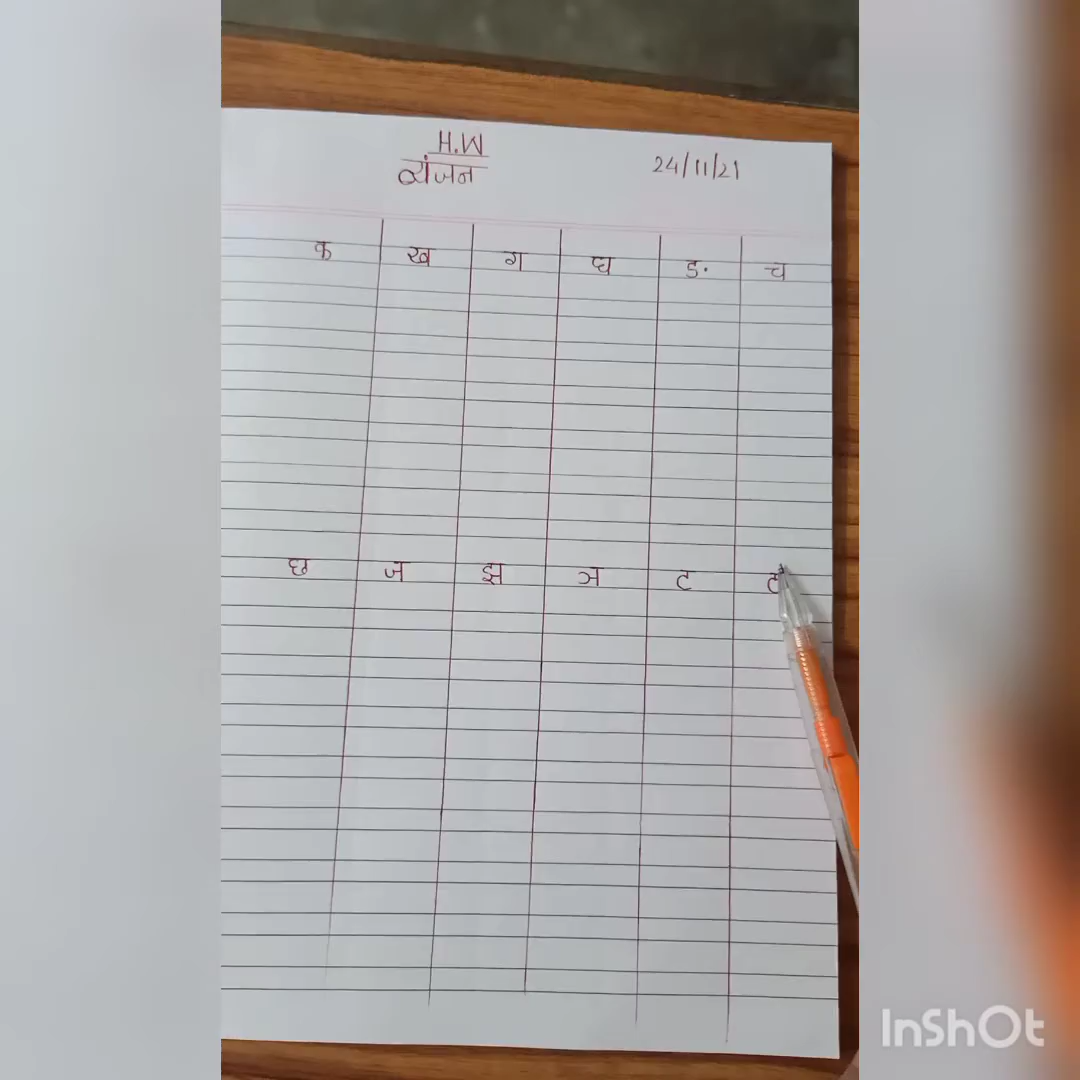 H.W
व्यंजन 24/11/21
क ख ग घ ङ च
छ ज झ ञ ट
InShOt